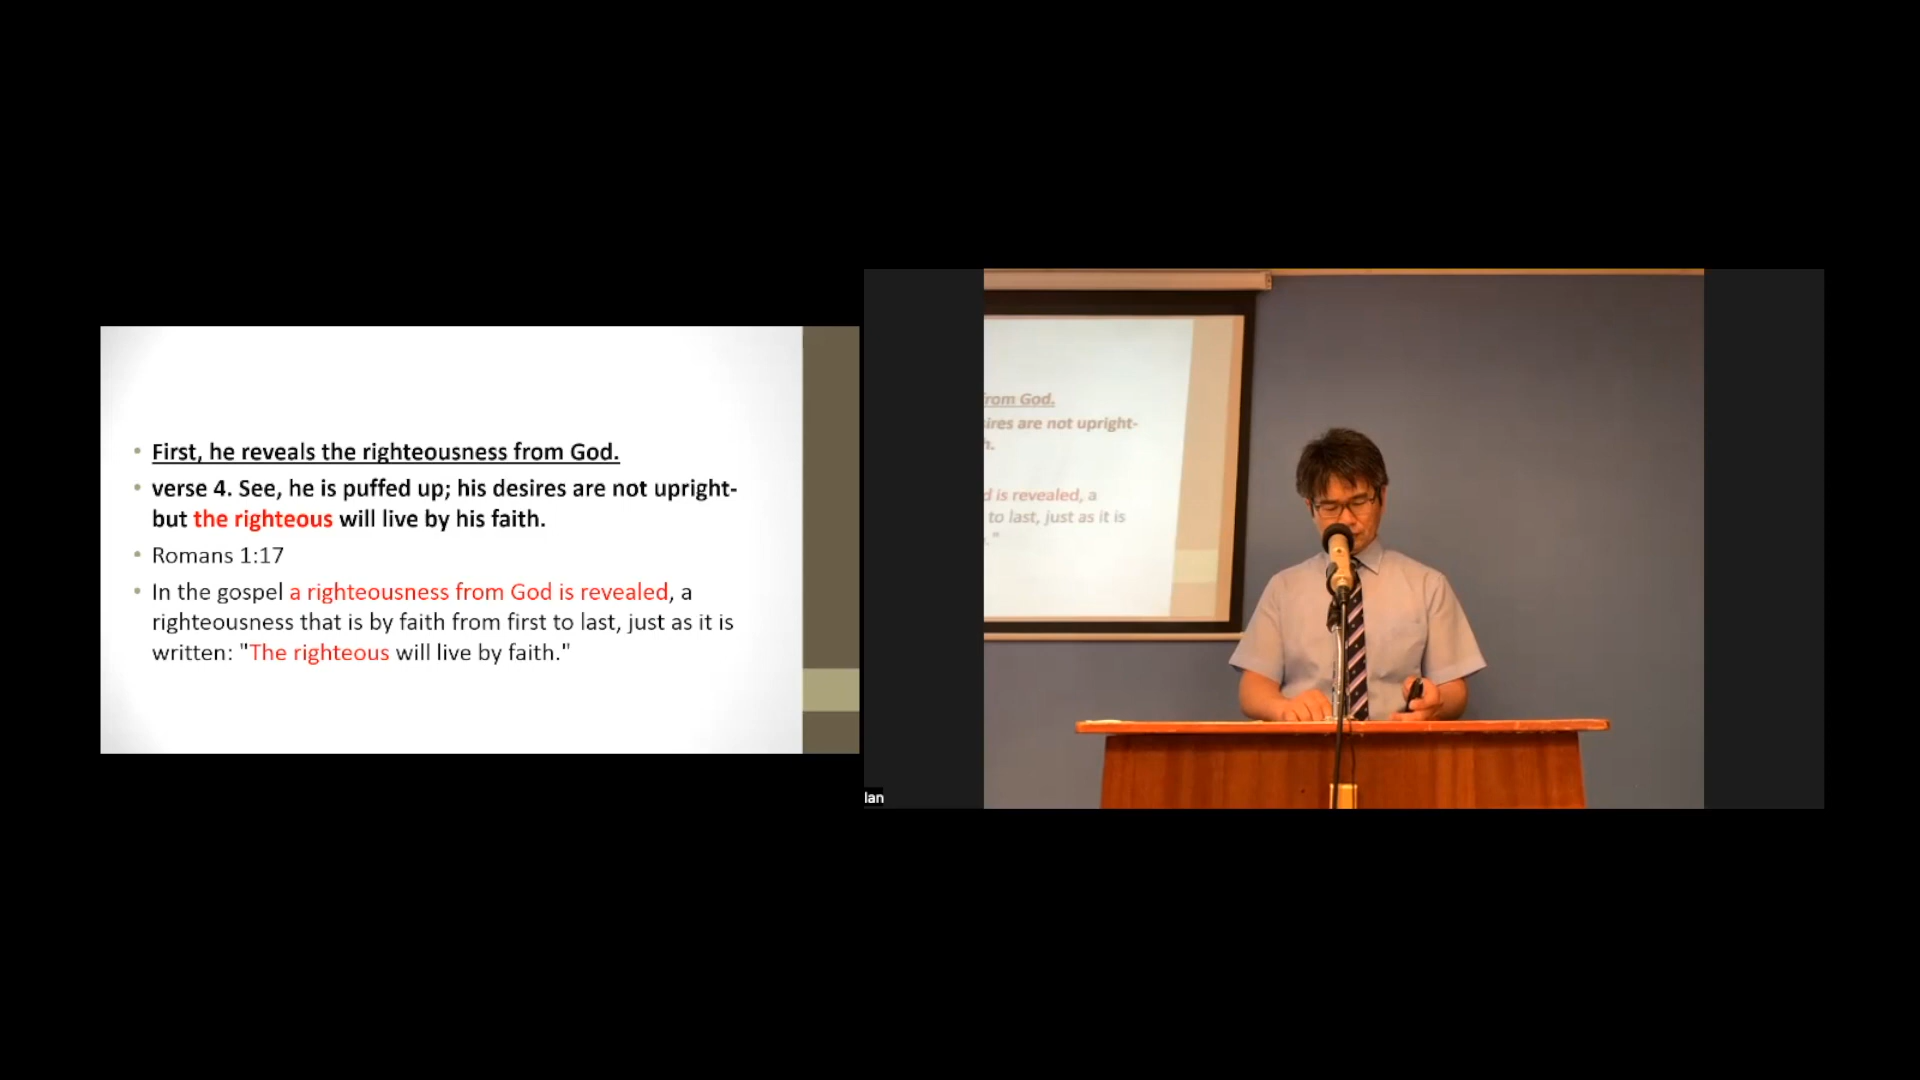 First, he reveals the righteousness from God.
verse 4. See, he is puffed up; his desires are not upright-
but the righteous will live by his faith.
Romans 1:17
In the gospel a righteousness from God is revealed, a
righteousness that is by faith from first to last, just as it is
written: "The righteous will live by faith."
from God.
sires are not upright-
h.
d is revealed, a
to last, just as it is
."
lan